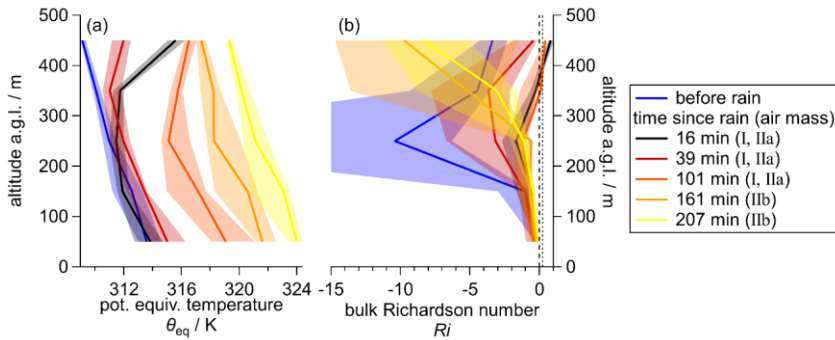 (a)
500
400
300
200
100
0
altitude a.g.l. / m
312 316 320 324
pot. equiv. temperature
θeq / K
(b)
-15 -10 -5 0
bulk Richardson number
Ri
500
400
300
200
100
0
altitude a.g.l. / m
before rain
time since rain (air mass)
16 min (I, IIa)
39 min (I, IIa)
101 min (I, IIa)
161 min (IIb)
207 min (IIb)